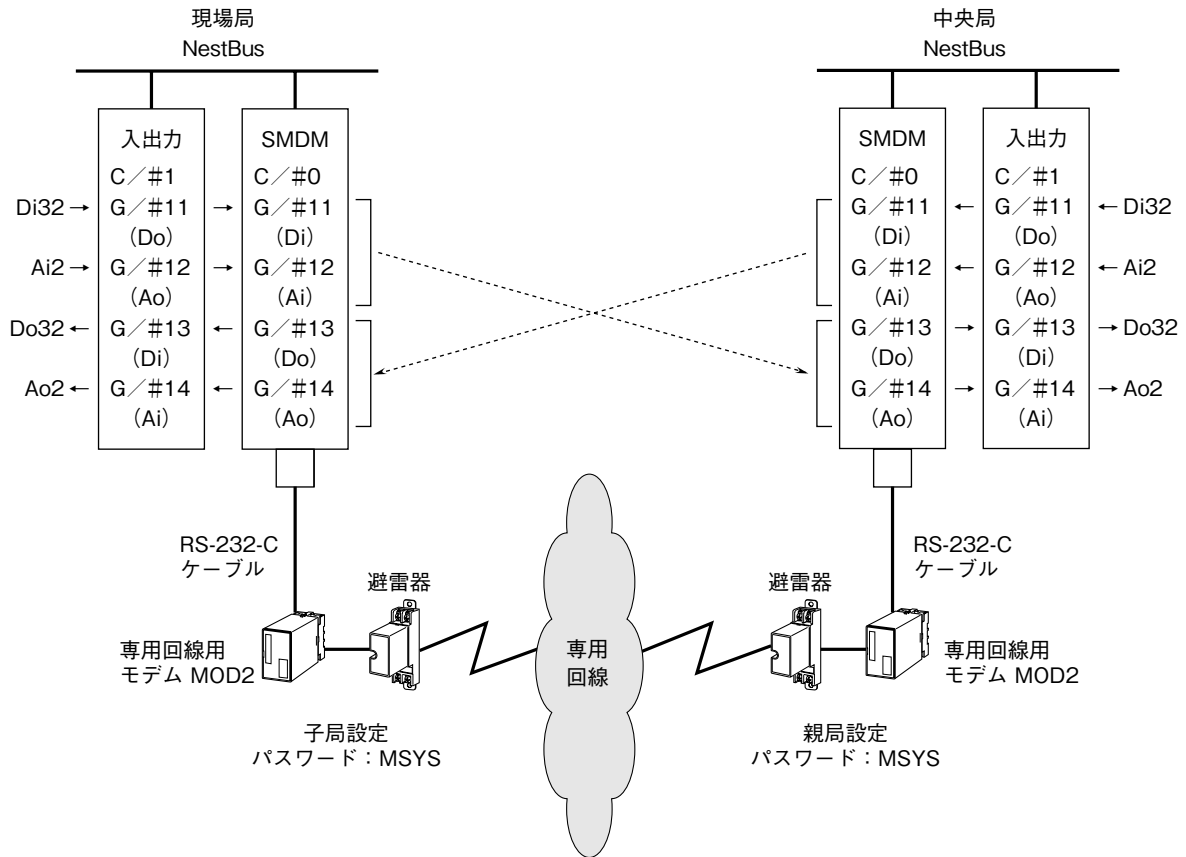 現場局
NestBus
入出力
C／#1
G／#11
(Do)
G／#12
(Ao)
G／#13
(Di)
G／#14
(Ai)
SMDM
C／#0
G／#11
(Di)
G／#12
(Ai)
G／#13
(Do)
G／#14
(Ao)
Di32
Ai2
Do32
Ao2
中央局
NestBus
SMDM
C／#0
G／#11
(Di)
G／#12
(Ai)
G／#13
(Do)
G／#14
(Ao)
入出力
C／#1
G／#11
(Do)
G／#12
(Ao)
G／#13
(Di)
G／#14
(Ai)
Di32
Ai2
Do32
Ao2
RS-232-C
ケーブル
避雷器
専用回線用
モデム MOD2
子局設定
パスワード：MSYS
専用
回線
RS-232-C
ケーブル
避雷器
専用回線用
モデム MOD2
親局設定
パスワード：MSYS